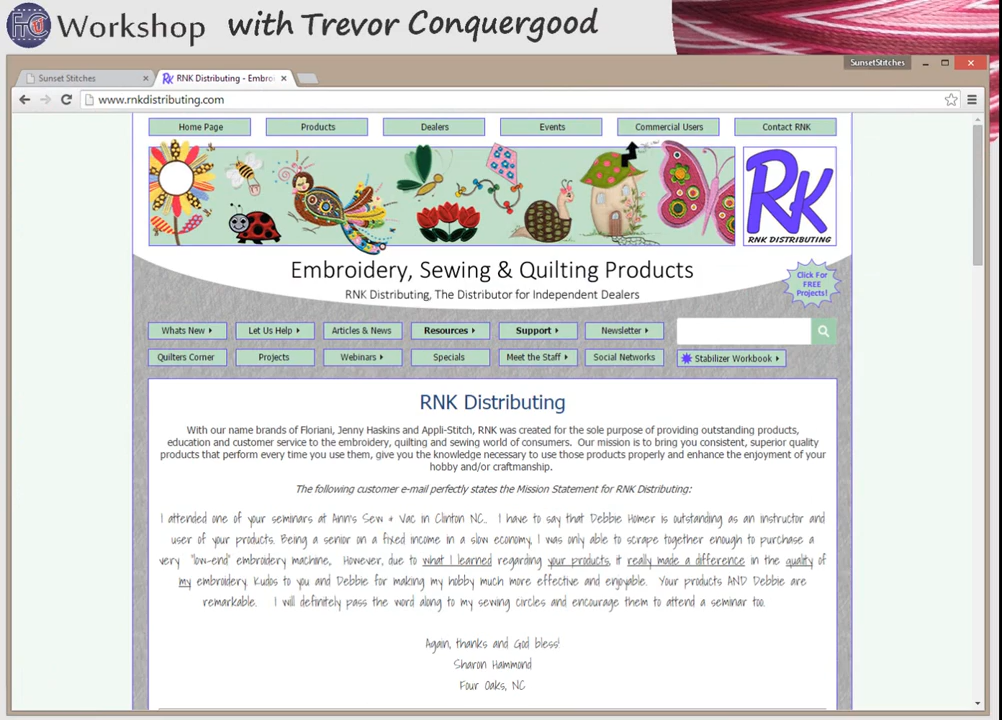 FTC Workshop with Trevor Conquergood
SunsetStitches
Sunset Stitches
RNK Distributing - Embroi
www.rnkdistributing.com
Home Page Products Dealers Events Commercial Users Contact RNK
RNK
RNK DISTRIBUTING
Embroidery, Sewing & Quilting Products
RNK Distributing, The Distributor for Independent Dealers
Click For
FREE
Projects!
Whats New Let Us Help Articles & News Resources Support Newsletter
Quilters Corner Projects Webinars Specials Meet the Staff Social Networks Stabilizer Workbook
RNK Distributing
With our name brands of Floriani, Jenny Haskins and Appli-Stitch, RNK was created for the sole purpose of providing outstanding products,
education and customer service to the embroidery, quilting and sewing world of consumers. Our mission is to bring you consistent, superior quality
products that perform every time you use them, give you the knowledge necessary to use those products properly and enhance the enjoyment of your
hobby and/or craftmanship.
The following customer e-mail perfectly states the Mission Statement for RNK Distributing:
I attended one of your seminars at Ann's Sew & Vac in Clinton NC.. I have to say that Debbie Homer is outstanding as an instructor and
user of your products. Being a senior on a fixed income in a slow economy, I was only able to scrape together enough to purchase a
very "low-end" embroidery machine, However, due to what I learned regarding your products, it really made a difference in the quality of
my embroidery. Kudos to you and Debbie for making my hobby much more effective and enjoyable. Your products AND Debbie are
remarkable. I will definitely pass the word along to my sewing circles and encourage them to attend a seminar too.
Again, thanks and God bless!
Sharon Hammond
Four Oaks, NC